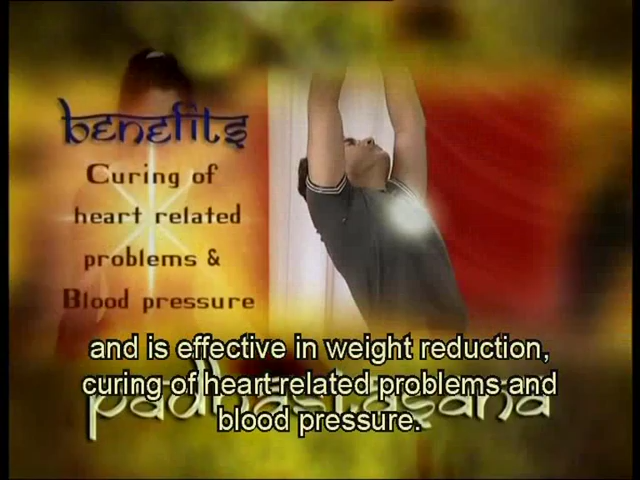 benefits
Curing of
heart related
problems &
Blood pressure
and is effective in weight reduction,
curing of heart related problems and
blood pressure.
padhastasana